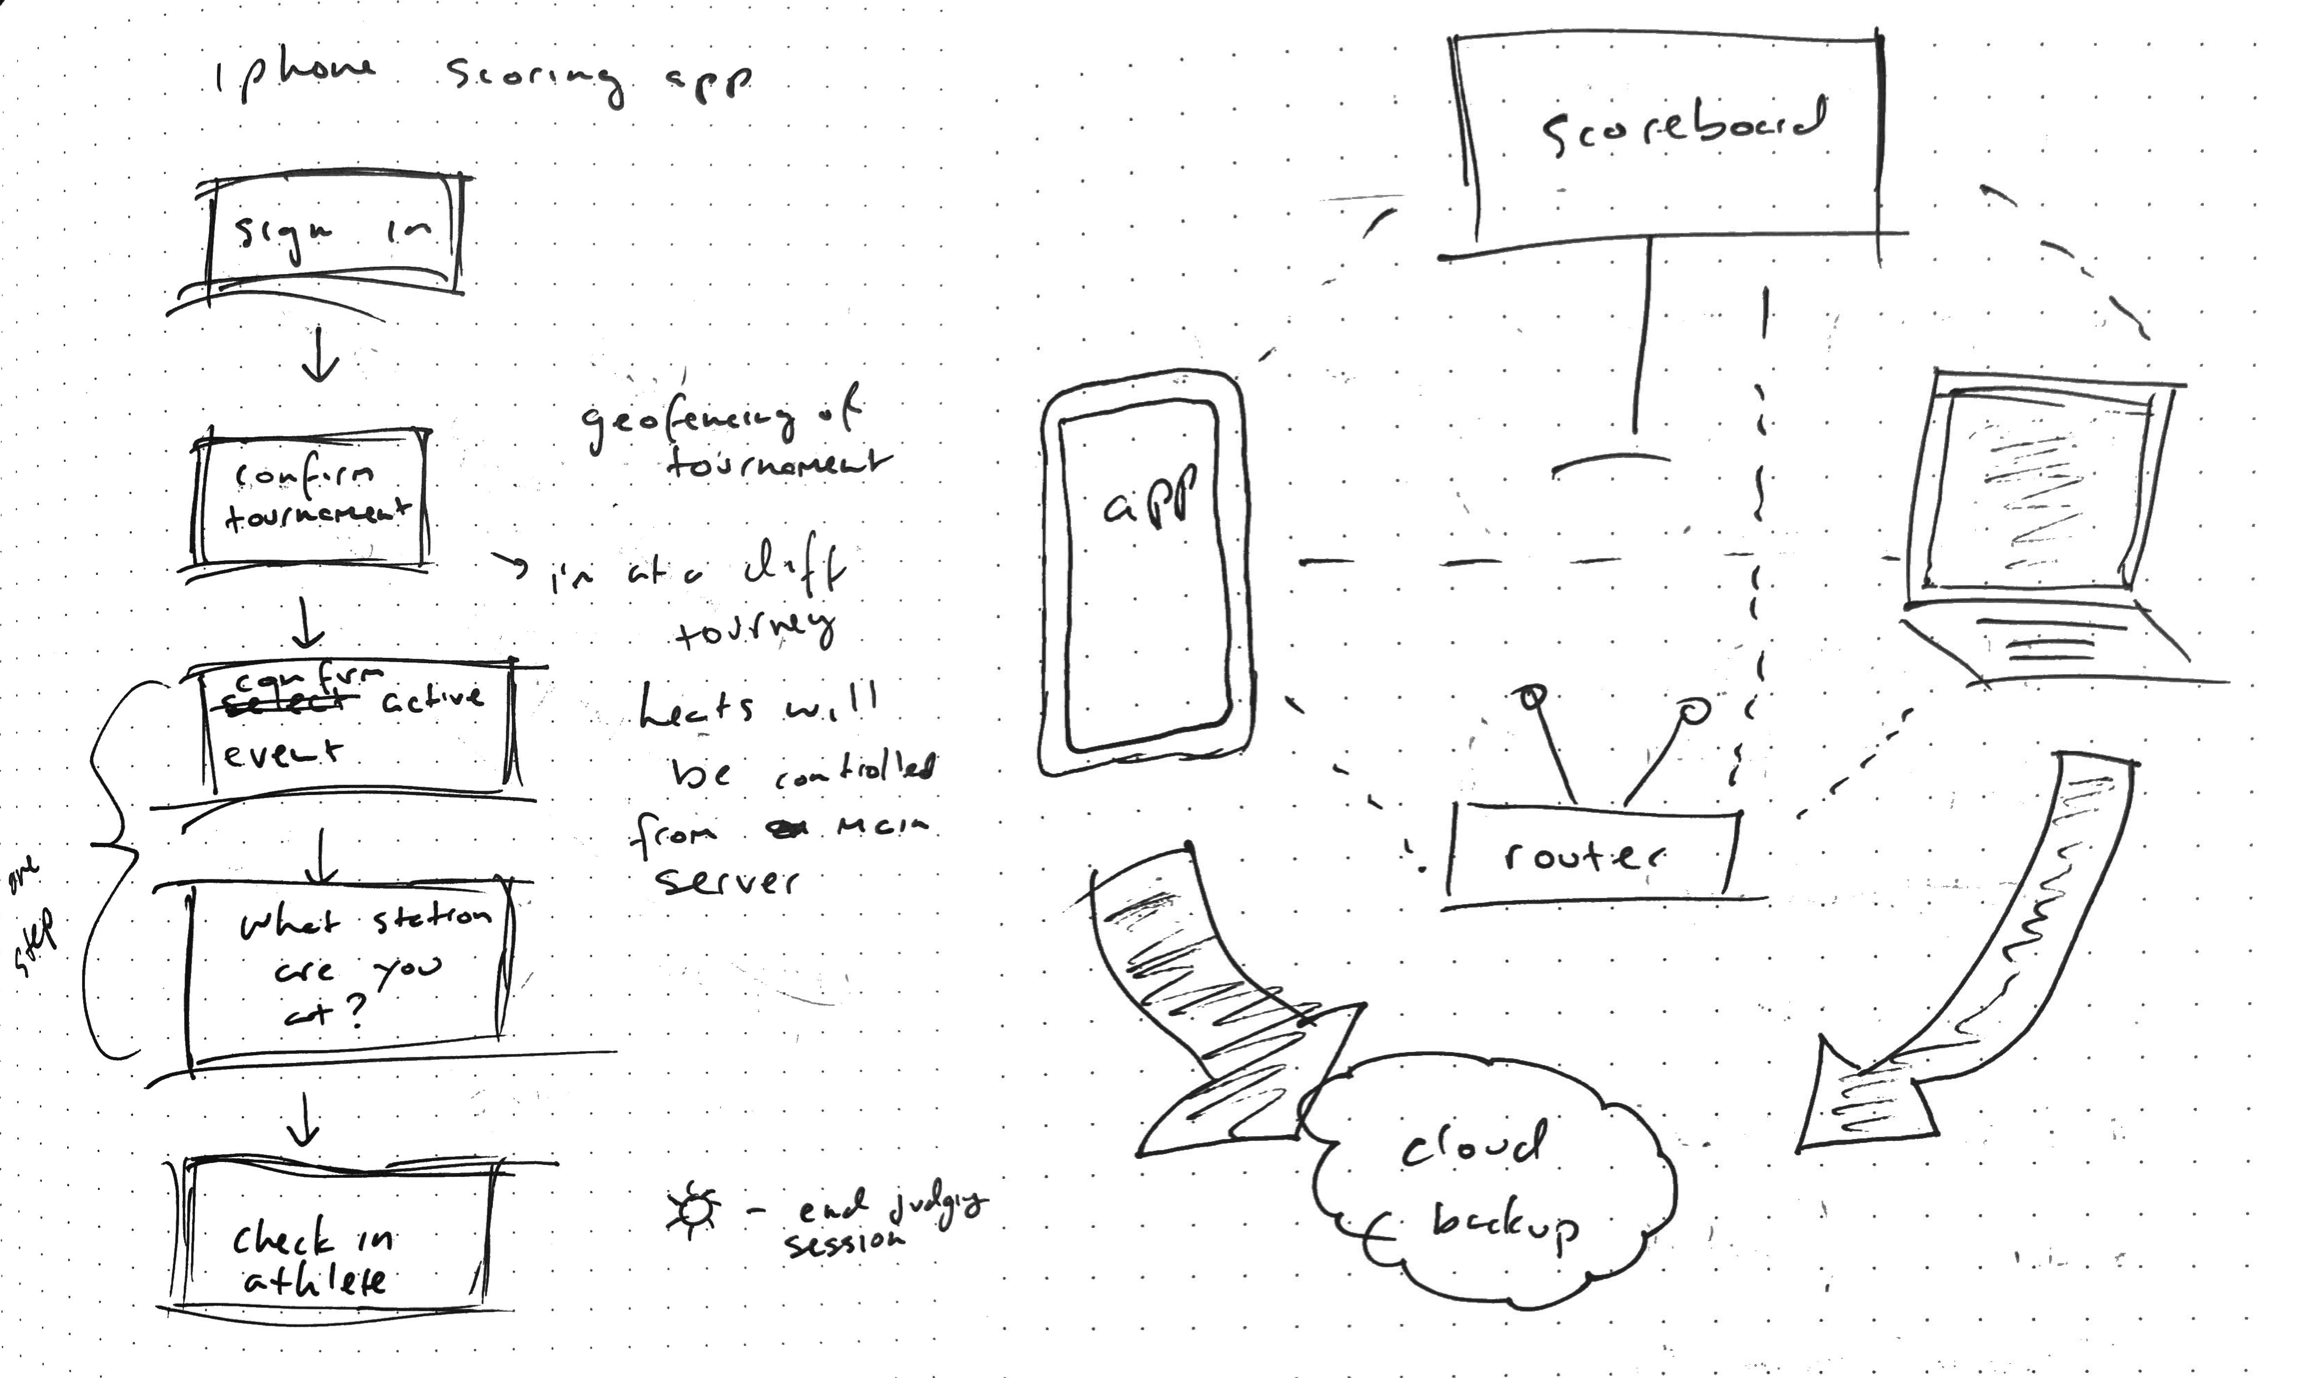 iphone scoring app
sign in
confirm
tournament
geofencing of
tournament
→ i'm at a diff
tourney
confirm
select active
event
heats will
be controlled
from main
server
one
step
what station
are you
at?
check in
athlete
- end judging
session
scoreboard
app
router
cloud
backup